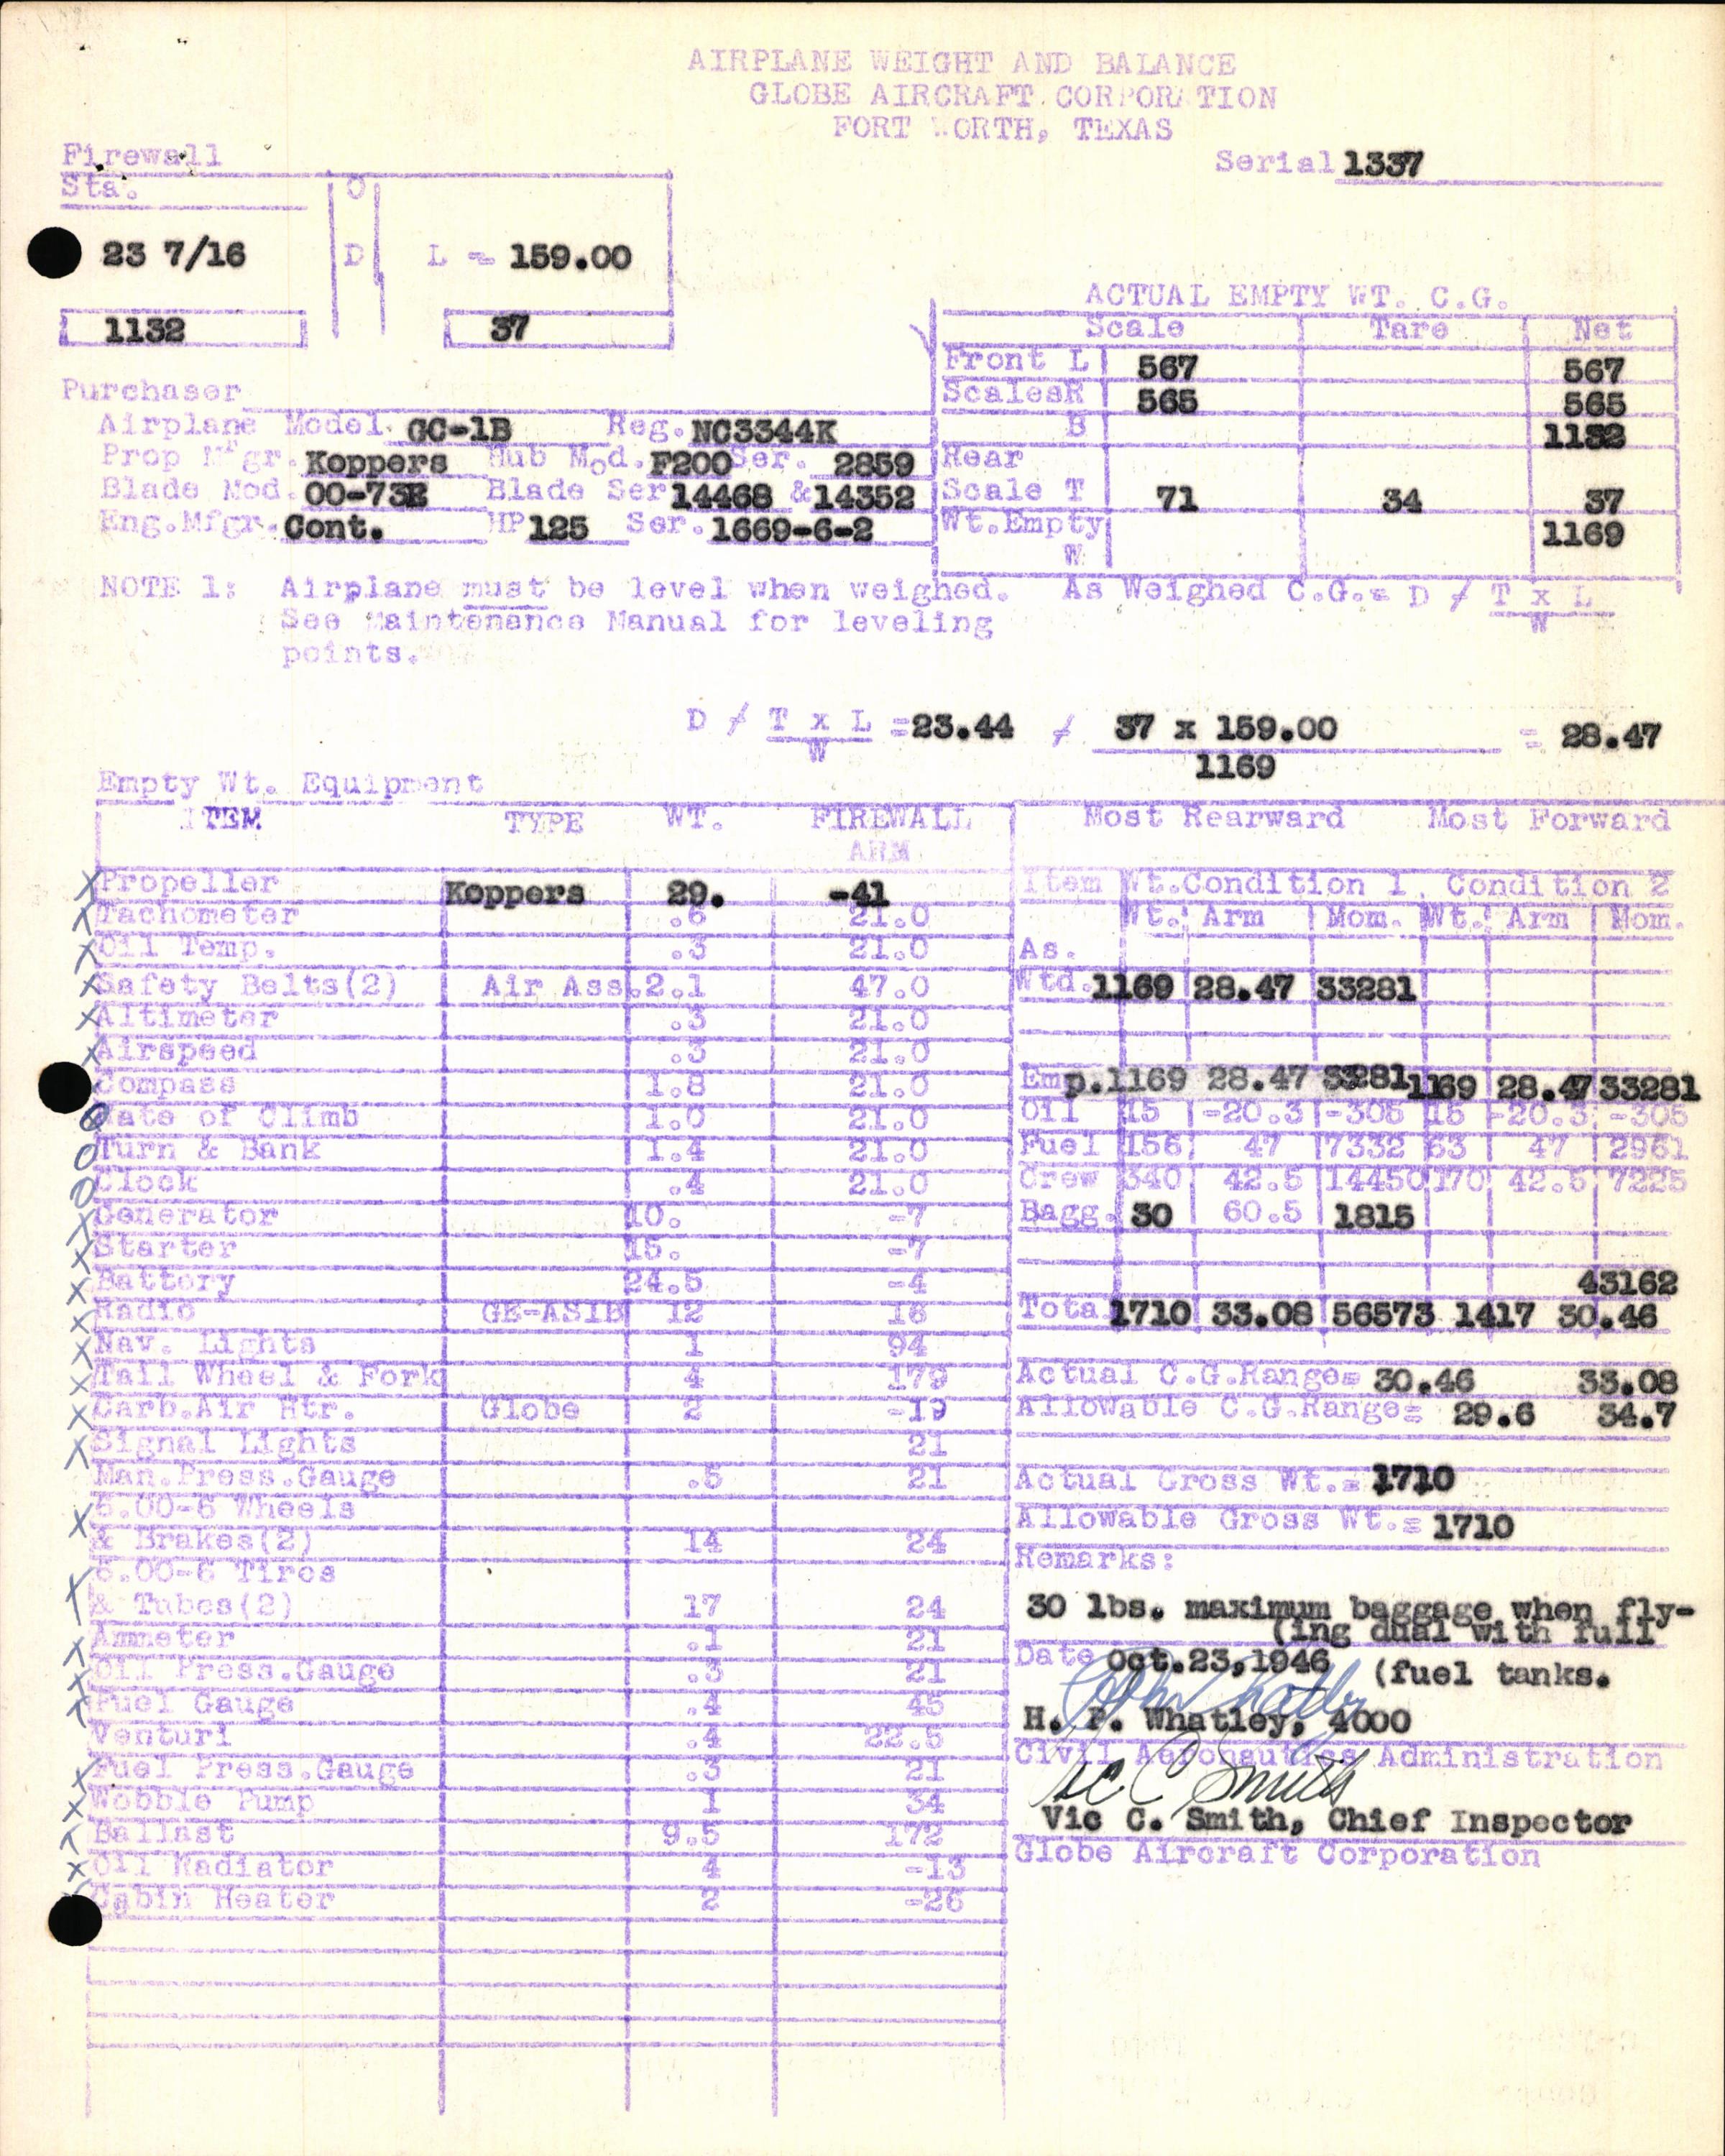 AIRPLANE WEIGHT AND BALANCE
GLOBE AIRCRAFT CORPORATION
FORT WORTH, TEXAS
Serial 1337
Firewall
Sta. O
23 7/16 D L = 159.00
1132 37
ACTUAL EMPTY WT. C.G.
Scale Tare Net
Front L 567 567
Scales R 565 565
B 1132
Rear
Scale T 71 34 37
Wt.Empty 1169
W
Purchaser
Airplane Model GC-1B Reg. NC3344K
Prop Mfgr. Koppers Hub Mod. F200 Ser. 2859
Blade Mod. 00-73E Blade Ser 14468 & 14352
Eng.Mfgr. Cont. HP 125 Ser. 1669-6-2
NOTE 1: Airplane must be level when weighed. As Weighed C.G.= D / T x L
W
See Maintenance Manual for leveling
points.
D / T x L = 23.44 / 37 x 159.00 = 28.47
W 1169
Empty Wt. Equipment
ITEM TYPE WT. FIREWALL
ARM
Propeller Koppers 29. -41
X Tachometer .6 21.0
X Oil Temp. .3 21.0
X Safety Belts(2) Air Ass. 2.1 47.0
X Altimeter .3 21.0
X Airspeed .3 21.0
Compass 1.8 21.0
O Rate of Climb 1.0 21.0
O Turn & Bank 1.4 21.0
O Clock .4 21.0
X Generator 10. -7
X Starter 15. -7
X Battery 24.5 -4
X Radio GE-AS1B 12 16
X Nav. Lights 1 94
X Tail Wheel & Fork 4 179
X Carb.Air Htr. Globe 2 -19
X Signal Lights 21
Man.Press.Gauge .5 21
6.00-6 Wheels
X & Brakes(2) 14 24
6.00-6 Tires
X & Tubes(2) 17 24
X Ammeter .1 21
X Oil Press.Gauge .3 21
X Fuel Gauge .4 45
Venturi .4 22.5
X Fuel Press.Gauge .3 21
X Wobble Pump 1 34
X Ballast 9.5 172
X Oil Radiator 4 -13
Cabin Heater 2 -26
Most Rearward Most Forward
Item Wt. Condition 1 Condition 2
Wt. Arm Mom. Wt. Arm Mom.
As.
Wtd. 1169 28.47 33281
Emp. 1169 28.47 33281 1169 28.47 33281
Oil 15 -20.3 -305 15 -20.3 -305
Fuel 156 47 7332 63 47 2961
Crew 340 42.5 14450 170 42.5 7225
Bagg. 30 60.5 1815
43162
Total 1710 33.08 56573 1417 30.46
Actual C.G.Range= 30.46 33.08
Allowable C.G.Range= 29.6 34.7
Actual Gross Wt.= 1710
Allowable Gross Wt.= 1710
Remarks:
30 lbs. maximum baggage when fly-
(ing dual with full
Date Oct.23,1946 (fuel tanks.
H. P. Whatley, 4000
Civil Aeronautics Administration
Vic C Smith
Vic C. Smith, Chief Inspector
Globe Aircraft Corporation